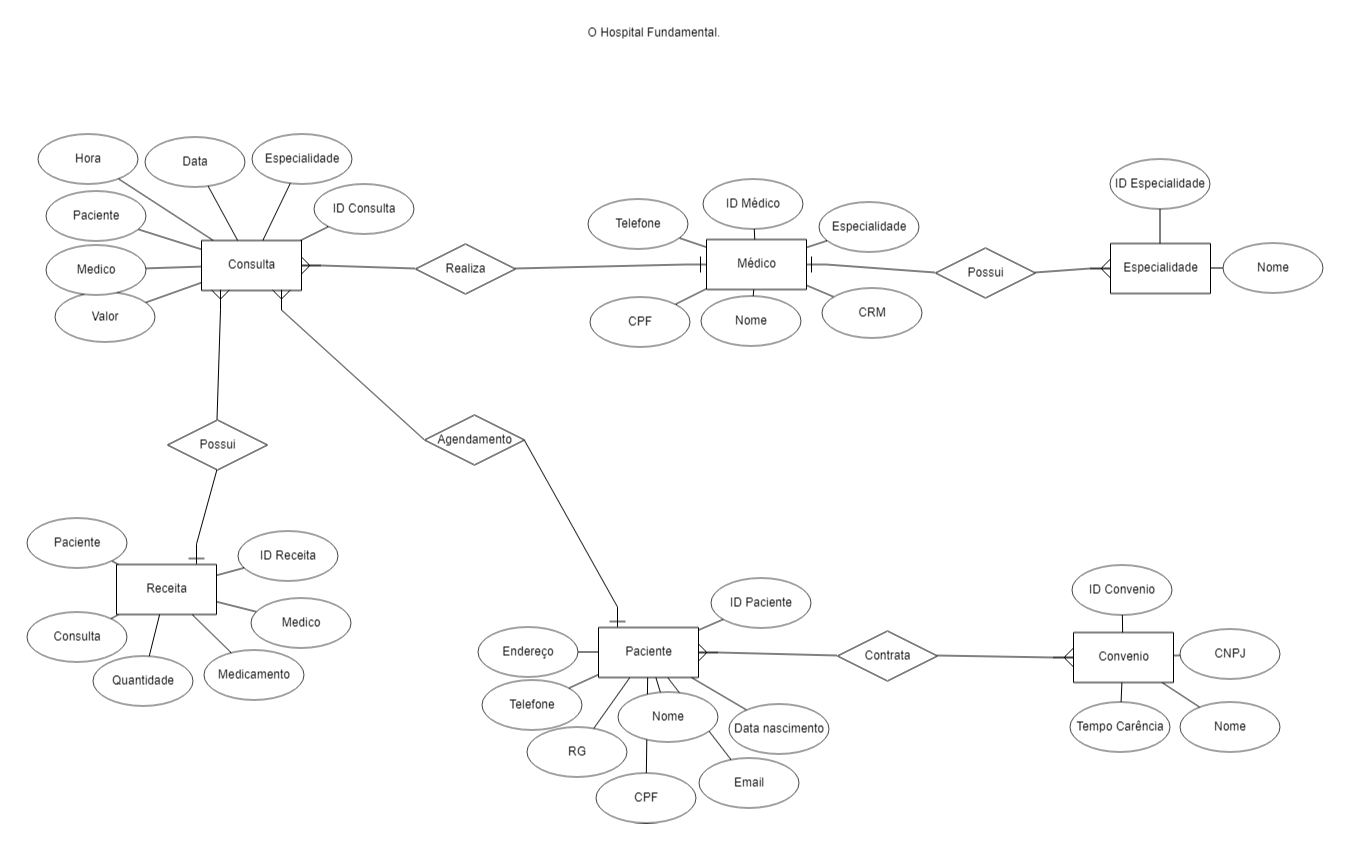 O Hospital Fundamental.
Hora
Data
Especialidade
ID Consulta
Paciente
Medico
Valor
Consulta
Realiza
Telefone
ID Médico
Especialidade
Médico
CPF
Nome
CRM
Possui
ID Especialidade
Especialidade
Nome
Possui
Agendamento
Paciente
ID Receita
Receita
Medico
Consulta
Quantidade
Medicamento
ID Paciente
Endereço
Paciente
Telefone
Nome
Data nascimento
RG
Email
CPF
Contrata
ID Convenio
Convenio
CNPJ
Tempo Carência
Nome